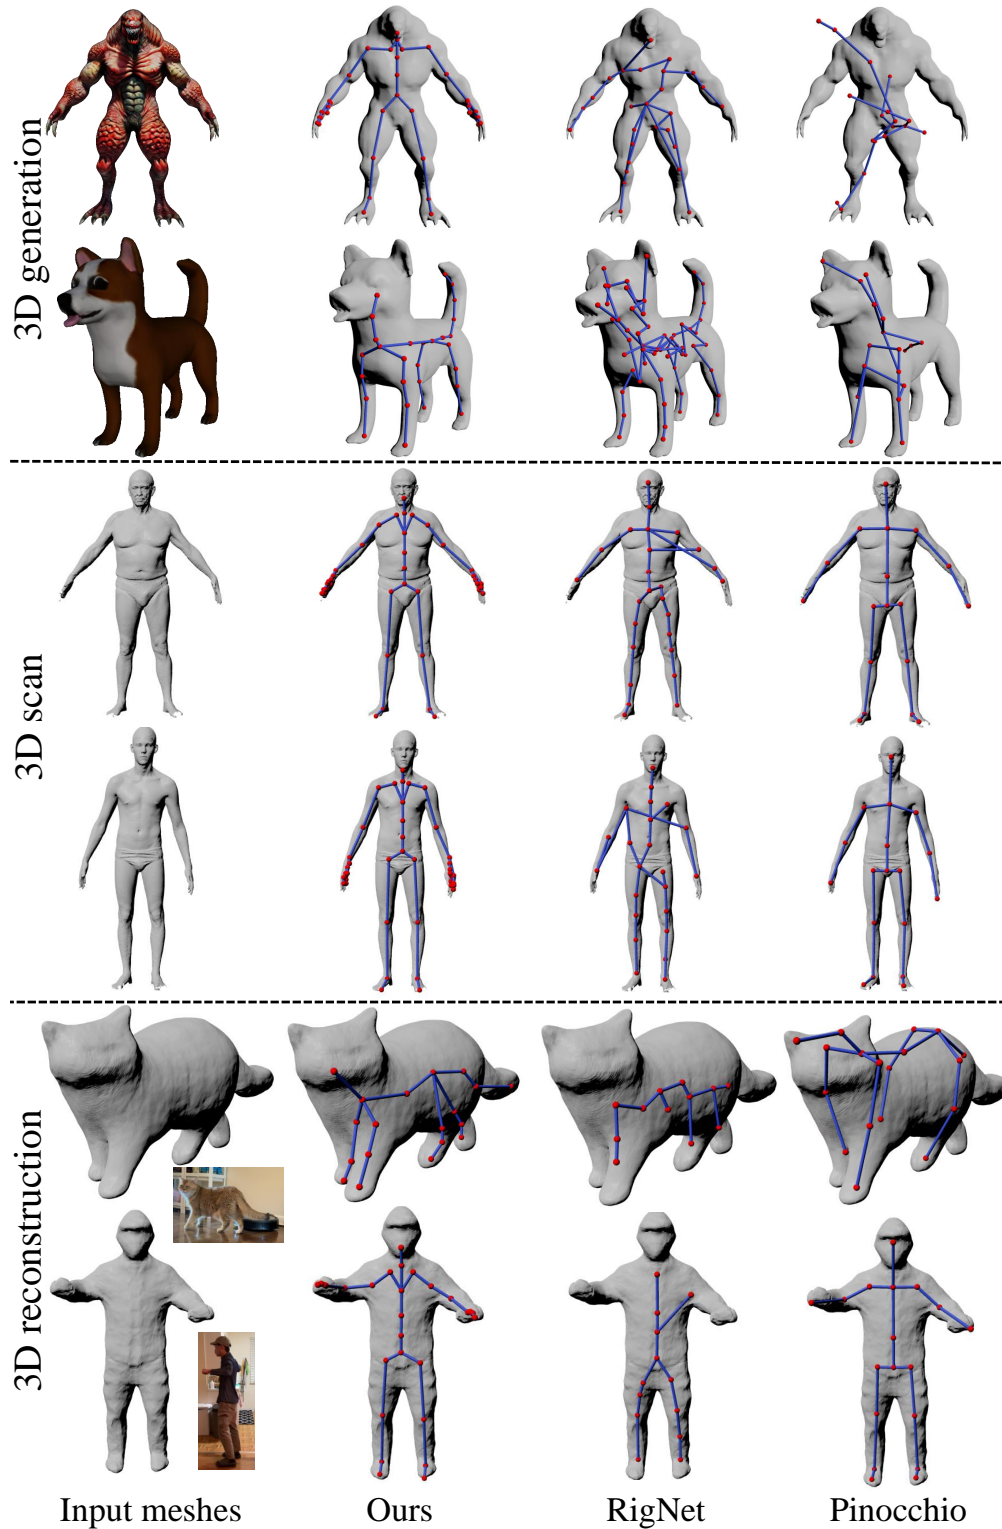 3D generation
3D scan
3D reconstruction
Input meshes
Ours
RigNet
Pinocchio